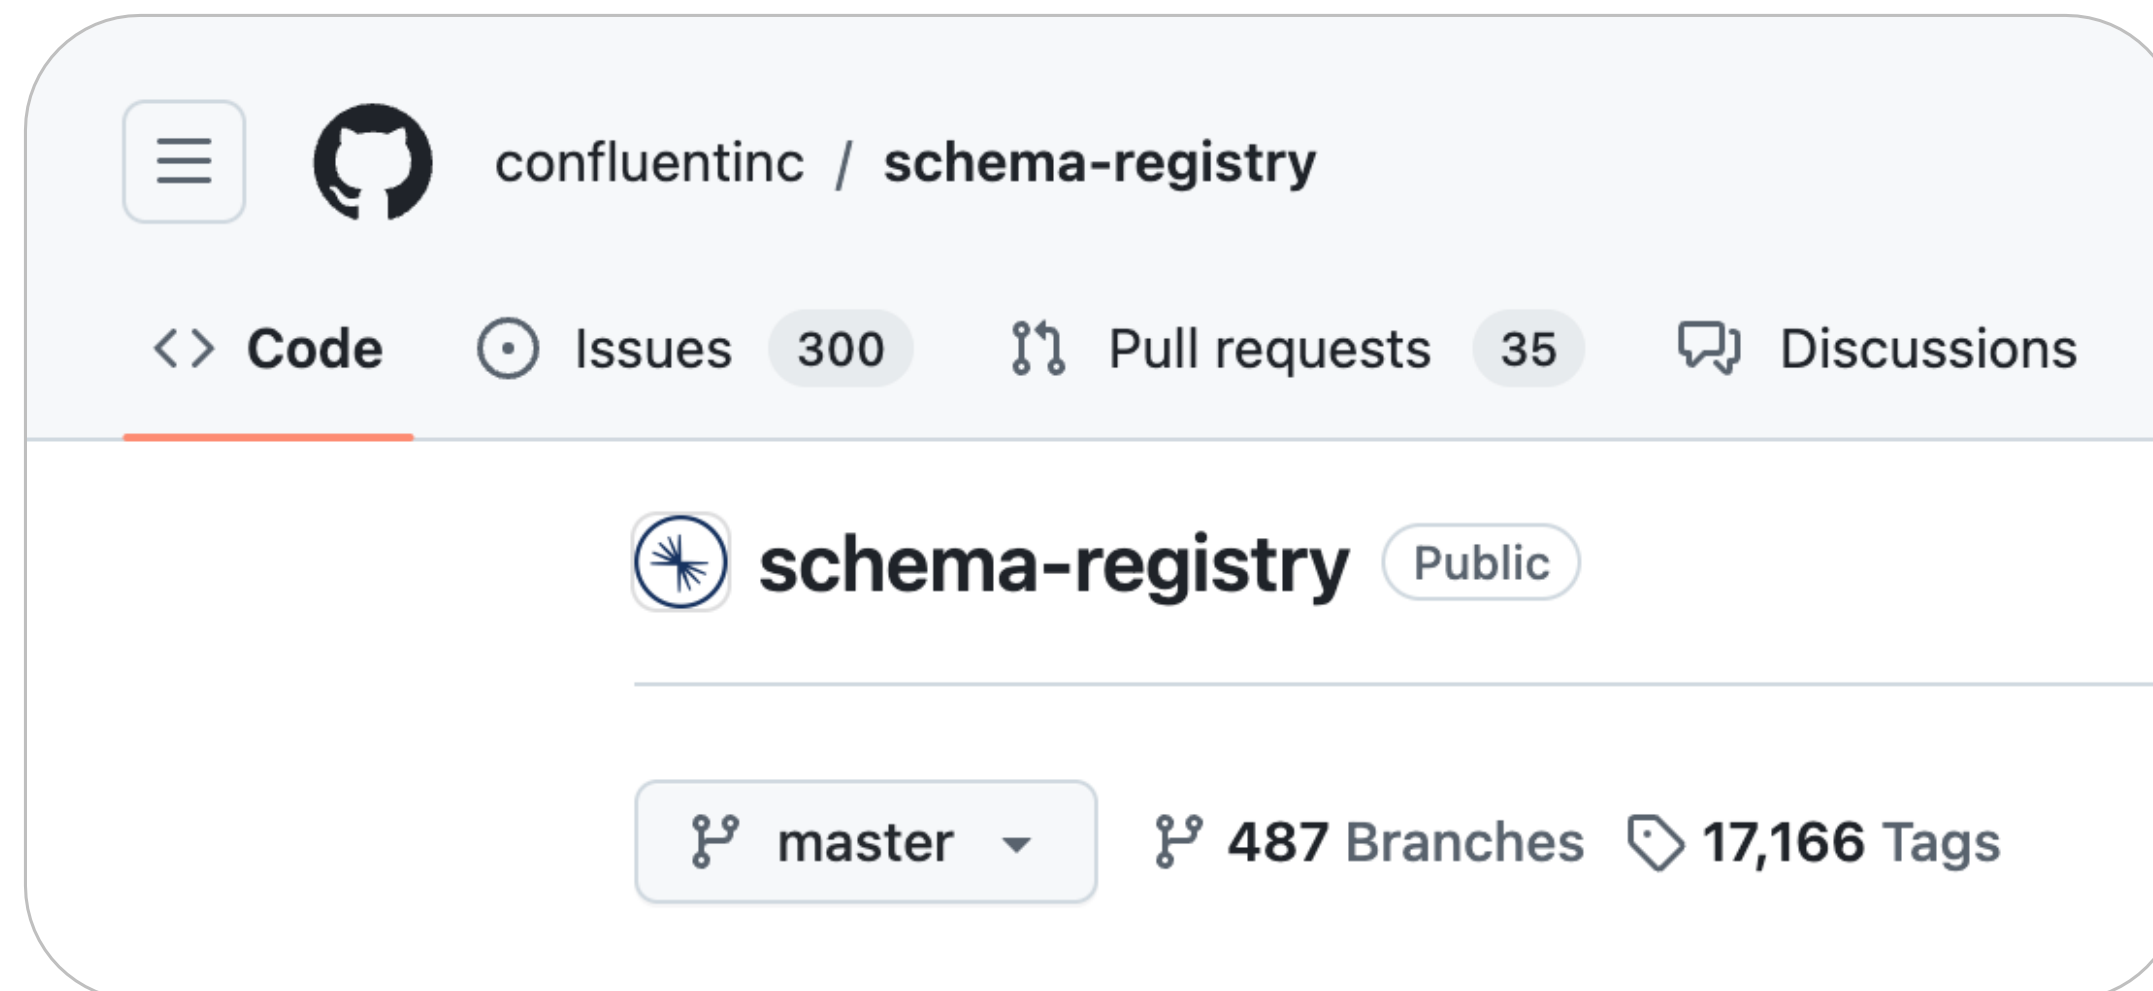 confluentinc / schema-registry
Code Issues 300 Pull requests 35 Discussions
schema-registry Public
master 487 Branches 17,166 Tags